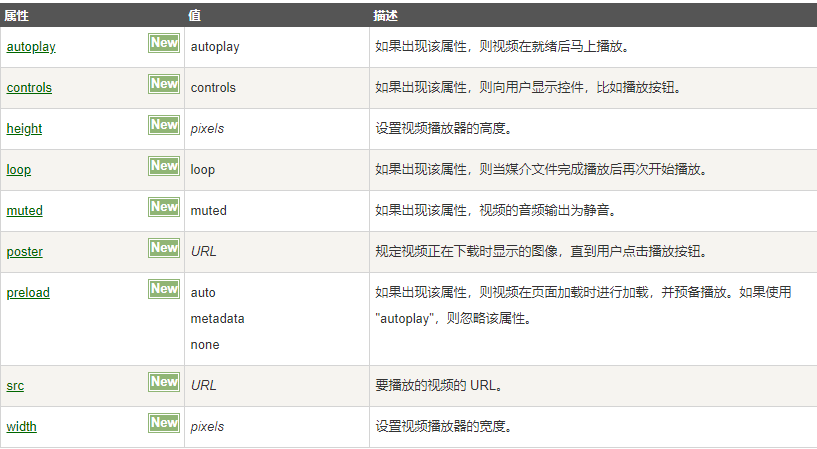 属性 值 描述
autoplay New autoplay 如果出现该属性，则视频在就绪后马上播放。
controls New controls 如果出现该属性，则向用户显示控件，比如播放按钮。
height New pixels 设置视频播放器的高度。
loop New loop 如果出现该属性，则当媒介文件完成播放后再次开始播放。
muted New muted 如果出现该属性，视频的音频输出为静音。
poster New URL 规定视频正在下载时显示的图像，直到用户点击播放按钮。
preload New auto 如果出现该属性，则视频在页面加载时进行加载，并预备播放。如果使用
metadata "autoplay"，则忽略该属性。
none
src New URL 要播放的视频的 URL。
width New pixels 设置视频播放器的宽度。